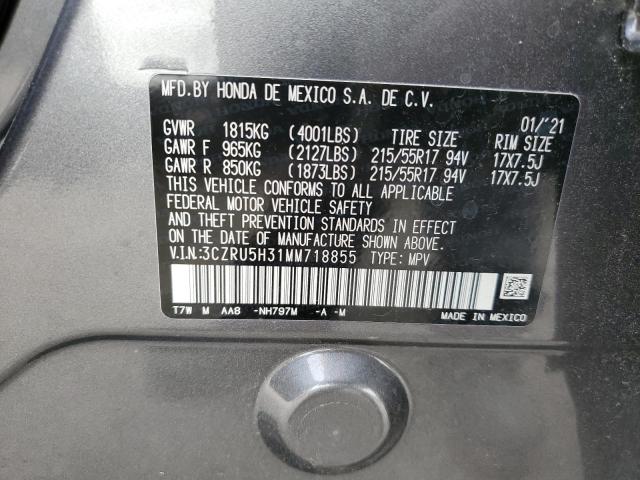 MFD.BY HONDA DE MEXICO S.A. DE C.V.
01/'21
GVWR 1815KG (4001LBS) TIRE SIZE: RIM SIZE
GAWR F 965KG (2127LBS) 215/55R17 94V 17X7.5J
GAWR R 850KG (1873LBS) 215/55R17 94V 17X7.5J
THIS VEHICLE CONFORMS TO ALL APPLICABLE
FEDERAL MOTOR VEHICLE SAFETY
AND THEFT PREVENTION STANDARDS IN EFFECT
ON THE DATE OF MANUFACTURE SHOWN ABOVE.
V.I.N.:3CZRU5H31MM718855 TYPE: MPV
T7W M AA8 -NH797M -A -M
MADE IN MEXICO